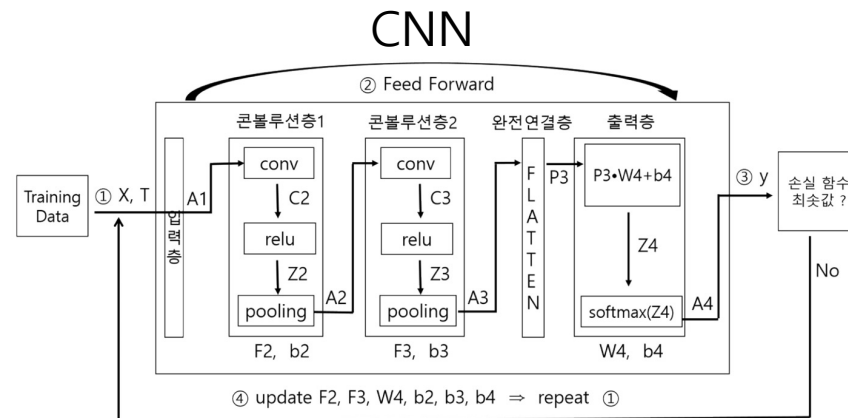 CNN
② Feed Forward
콘볼루션층1
콘볼루션층2
완전연결층
출력층
Training
Data
① X, T
입력층
A1
conv
C2
relu
Z2
pooling
F2, b2
A2
conv
C3
relu
Z3
pooling
F3, b3
A3
FLATTEN
P3
P3•W4+b4
Z4
softmax(Z4)
W4, b4
A4
③ y
손실 함수
최솟값 ?
No
④ update F2, F3, W4, b2, b3, b4 ⇒ repeat ①